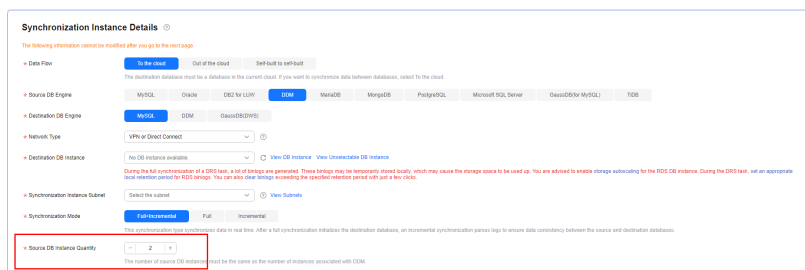 Synchronization Instance Details
The following information cannot be modified after you go to the next page.
* Data Flow
To the cloud
Out of the cloud
Self-built to self-built
The destination database must be a database in the current cloud. If you want to synchronize data between databases, select To the cloud.
* Source DB Engine
MySQL
Oracle
DB2 for LUW
DDM
MariaDB
MongoDB
PostgreSQL
Microsoft SQL Server
GaussDB(for MySQL)
TiDB
* Destination DB Engine
MySQL
DDM
GaussDB(DWS)
* Network Type
VPN or Direct Connect
* Destination DB Instance
No DB instance available.
View DB Instance
View Unselectable DB Instance
During the full synchronization of a DRS task, a lot of binlogs are generated. These binlogs may be temporarily stored locally, which may cause the storage space to be used up. You are advised to enable storage autoscaling for the RDS DB instance. During the DRS task, set an appropriate
local retention period for RDS binlogs. You can also clear binlogs exceeding the specified retention period with just a few clicks.
* Synchronization Instance Subnet
Select the subnet
View Subnets
* Synchronization Mode
Full+Incremental
Full
Incremental
This synchronization type synchronizes data in real time. After a full synchronization initializes the destination database, an incremental synchronization parses logs to ensure data consistency between the source and destination databases.
* Source DB Instance Quantity
− 2 +
The number of source DB instances must be the same as the number of instances associated with DDM.